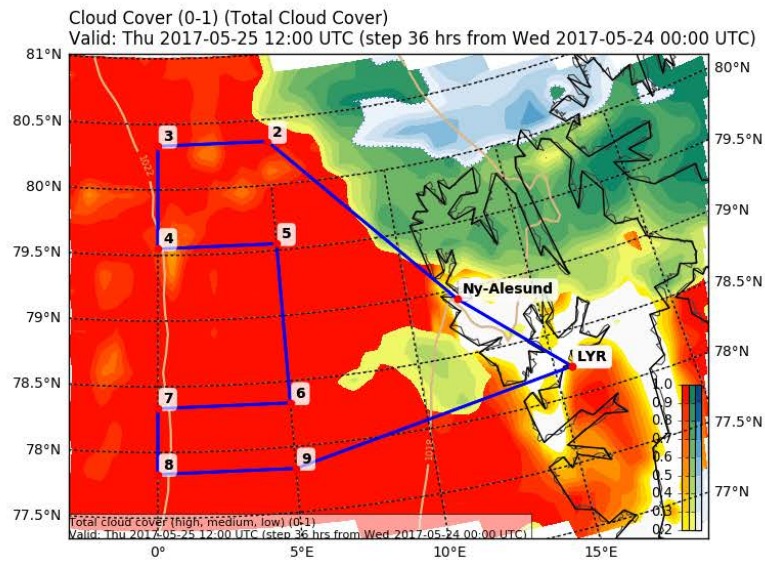 Cloud Cover (0-1) (Total Cloud Cover)
Valid: Thu 2017-05-25 12:00 UTC (step 36 hrs from Wed 2017-05-24 00:00 UTC)
81°N
80°N
80.5°N
3
2
79.5°N
1022
80°N
79°N
4
5
79.5°N
78.5°N
Ny-Alesund
79°N
78°N
LYR
78.5°N
1.0
0.9
0.8
0.7
0.6
0.5
0.4
0.3
0.2
7
6
77.5°N
78°N
8
9
1018
77°N
77.5°N
Total cloud cover (high, medium, low) (0-1)
Valid: Thu 2017-05-25 12:00 UTC (step 36 hrs from Wed 2017-05-24 00:00 UTC)
0°
5°E
10°E
15°E